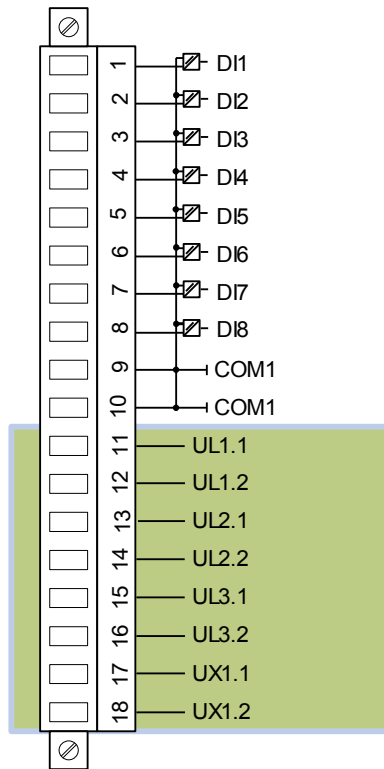 1 DI1
2 DI2
3 DI3
4 DI4
5 DI5
6 DI6
7 DI7
8 DI8
9 COM1
10 COM1
11 UL1.1
12 UL1.2
13 UL2.1
14 UL2.2
15 UL3.1
16 UL3.2
17 UX1.1
18 UX1.2